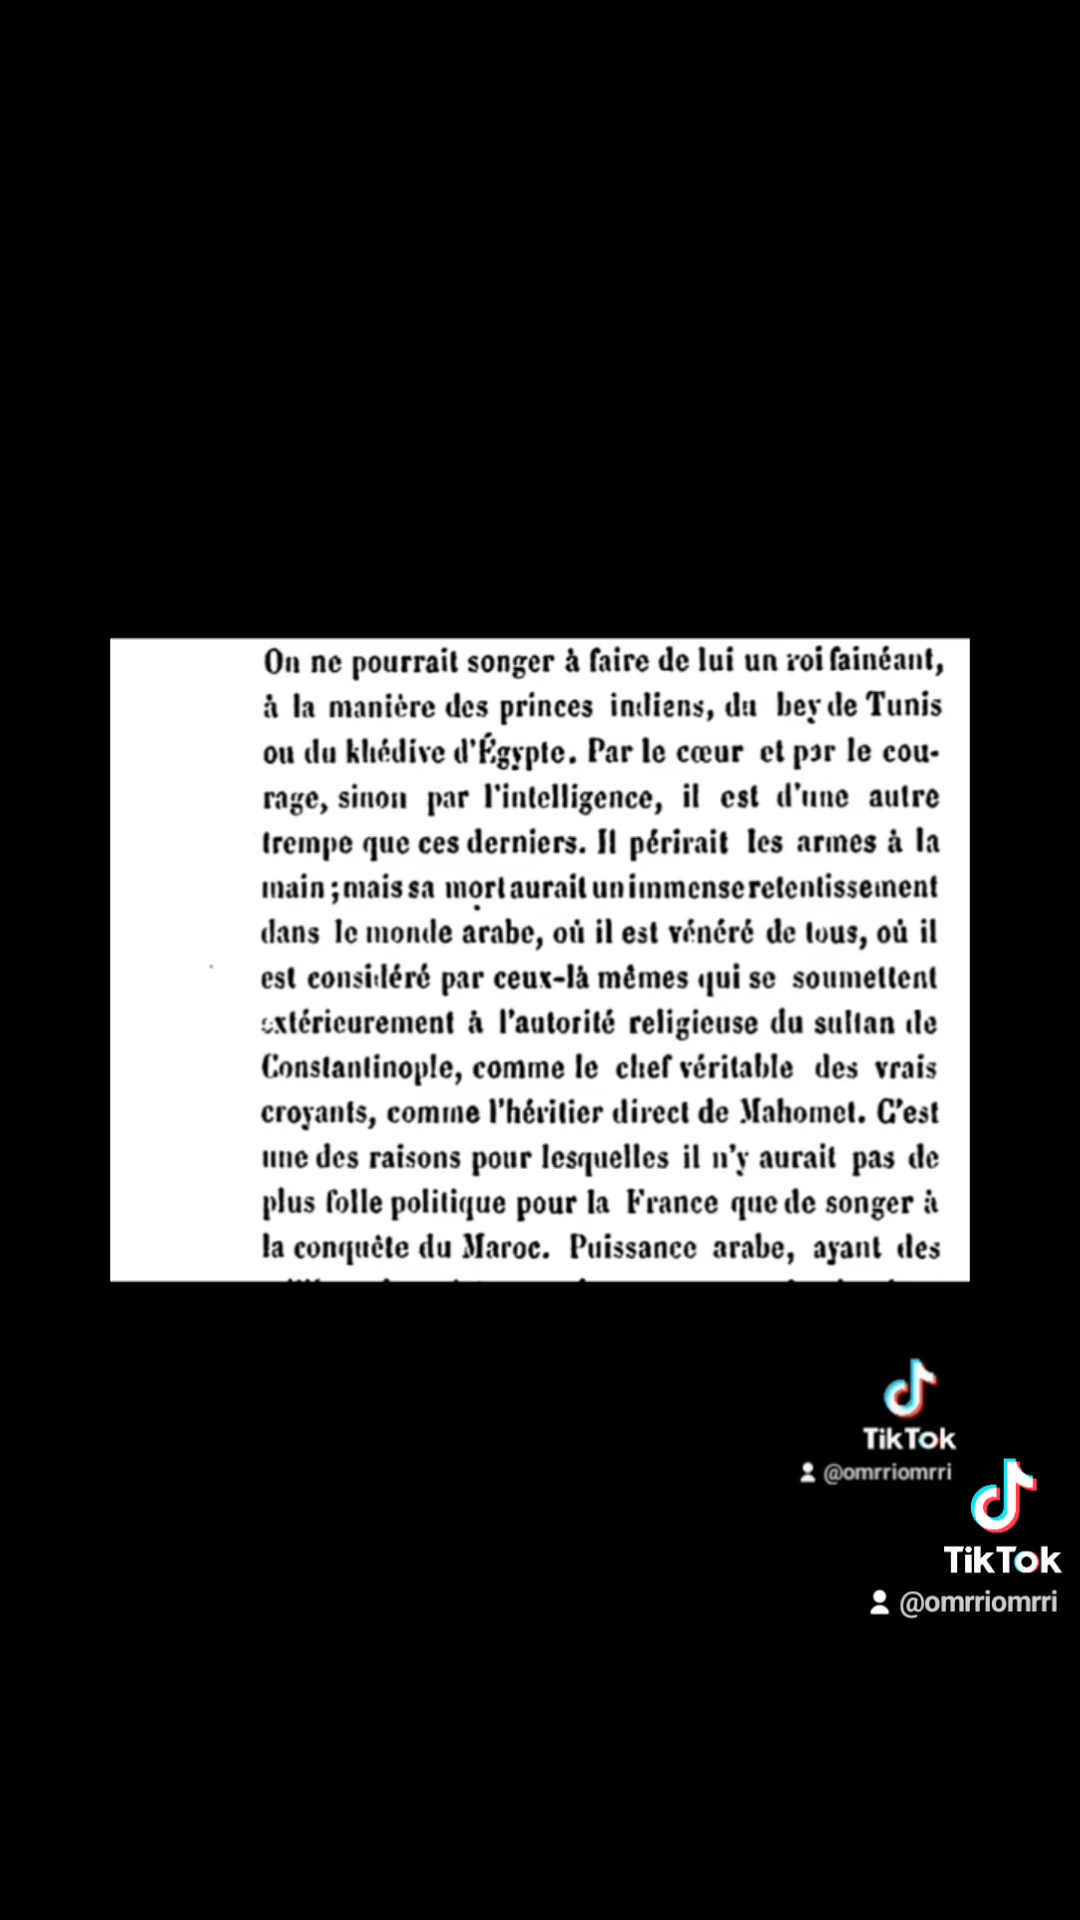 On ne pourrait songer à faire de lui un roi fainéant,
à la manière des princes indiens, du bey de Tunis
ou du khédive d'Égypte. Par le cœur et par le cou-
rage, sinon par l'intelligence, il est d'une autre
trempe que ces derniers. Il périrait les armes à la
main ; mais sa mort aurait un immense retentissement
dans le monde arabe, où il est vénéré de tous, où il
est considéré par ceux-là mêmes qui se soumettent
extérieurement à l'autorité religieuse du sultan de
Constantinople, comme le chef véritable des vrais
croyants, comme l'héritier direct de Mahomet. C'est
une des raisons pour lesquelles il n'y aurait pas de
plus folle politique pour la France que de songer à
la conquête du Maroc. Puissance arabe, ayant des
TikTok
@omrriomrri
TikTok
@omrriomrri